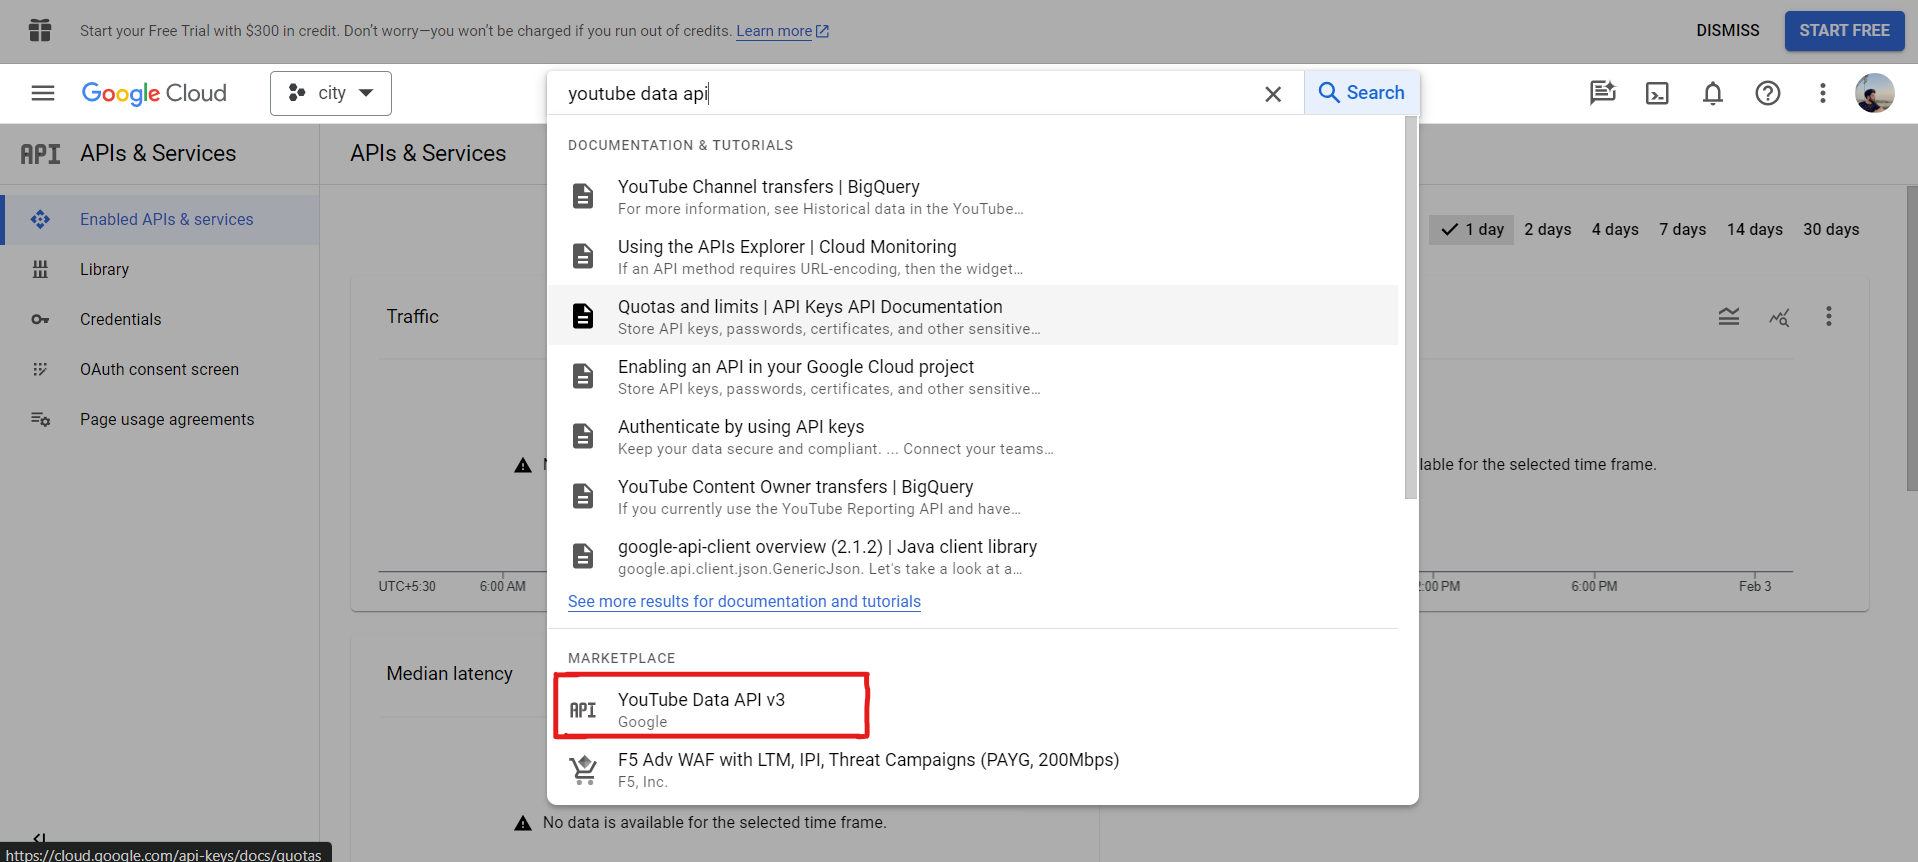 Start your Free Trial with $300 in credit. Don’t worry—you won’t be charged if you run out of credits. Learn more
DISMISS
START FREE
Google Cloud
city
youtube data api
Search
API
APIs & Services
APIs & Services
Enabled APIs & services
Library
Credentials
OAuth consent screen
Page usage agreements
DOCUMENTATION & TUTORIALS
YouTube Channel transfers | BigQuery
For more information, see Historical data in the YouTube...
Using the APIs Explorer | Cloud Monitoring
If an API method requires URL-encoding, then the widget...
Quotas and limits | API Keys API Documentation
Store API keys, passwords, certificates, and other sensitive...
Enabling an API in your Google Cloud project
Store API keys, passwords, certificates, and other sensitive...
Authenticate by using API keys
Keep your data secure and compliant. ... Connect your teams...
YouTube Content Owner transfers | BigQuery
If you currently use the YouTube Reporting API and have...
google-api-client overview (2.1.2) | Java client library
google.api.client.json.GenericJson. Let's take a look at a...
See more results for documentation and tutorials
MARKETPLACE
API
YouTube Data API v3
Google
F5 Adv WAF with LTM, IPI, Threat Campaigns (PAYG, 200Mbps)
F5, Inc.
1 day
2 days
4 days
7 days
14 days
30 days
Traffic
lable for the selected time frame.
UTC+5:30
6:00 AM
:00 PM
6:00 PM
Feb 3
Median latency
No data is available for the selected time frame.
https://cloud.google.com/api-keys/docs/quotas